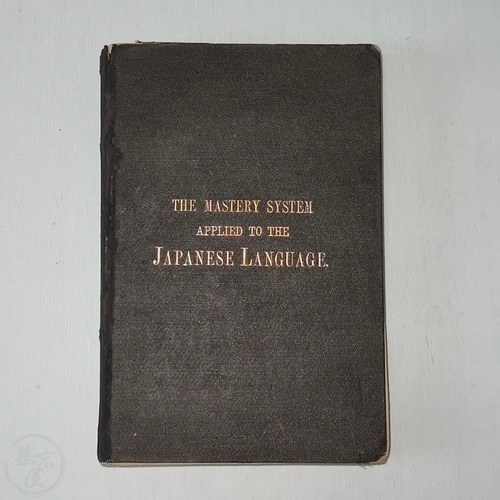 THE MASTERY SYSTEM
APPLIED TO THE
JAPANESE LANGUAGE.